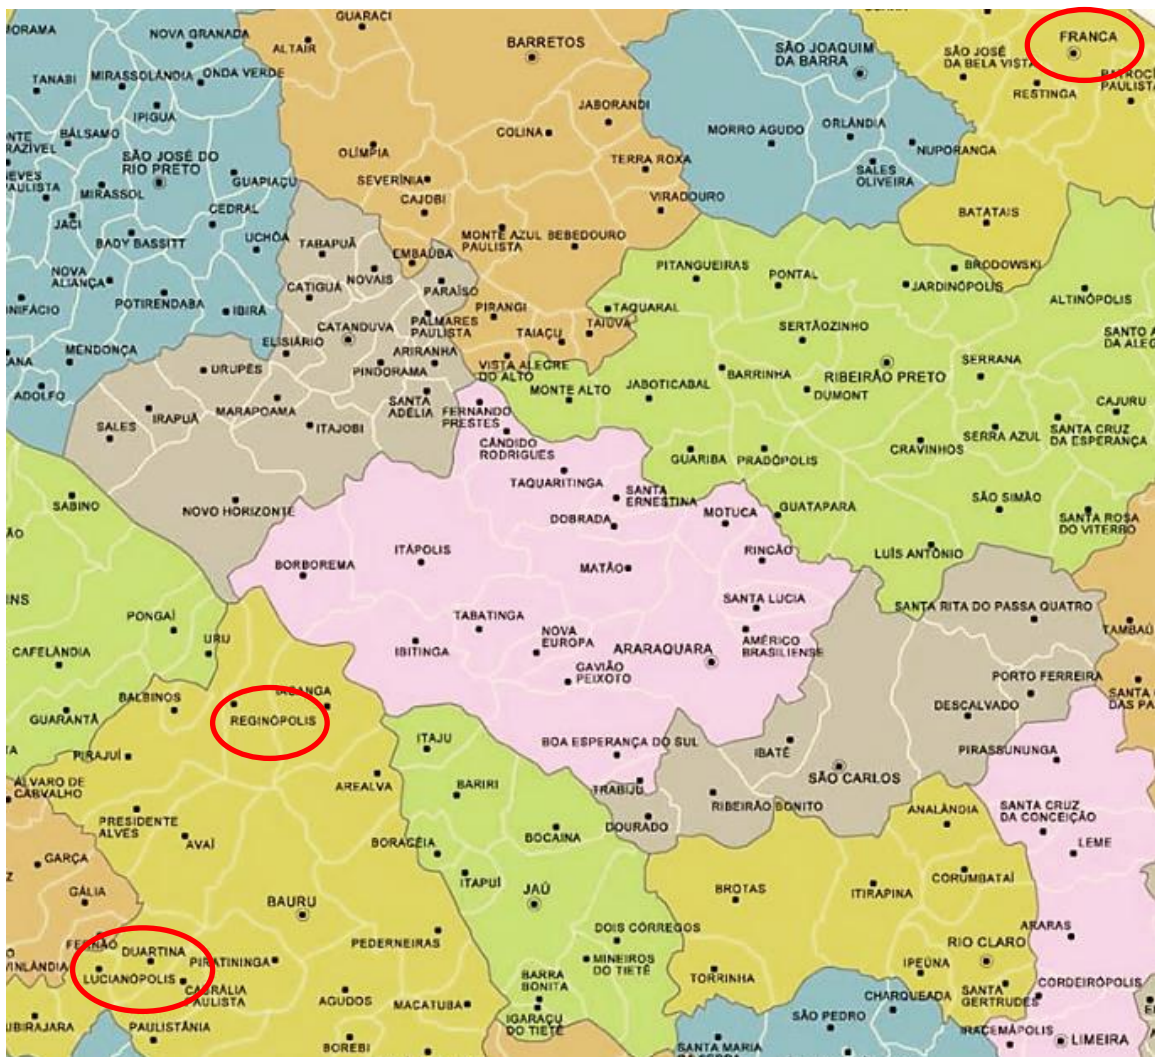 GUARACI
FRANCA
NOVA GRANADA
ALTAIR
BARRETOS
SÃO JOAQUIM
DA BARRA
SÃO JOSÉ
DA BELA VISTA
TANABI
MIRASSOLÂNDIA
ONDA VERDE
RESTINGA
PAULISTA
IPIGUA
JABORANDI
BÁLSAMO
COLINA
MORRO AGUDO
ORLÂNDIA
SÃO JOSÉ DO
RIO PRETO
OLÍMPIA
TERRA ROXA
NUPORANGA
SALES
OLIVEIRA
GUAPIAÇU
SEVERÍNIA
MIRASSOL
CAJOBI
VIRADOURO
CEDRAL
JACI
BATATAIS
BADY BASSITT
UCHÔA
TABAPUÃ
MONTE AZUL
PAULISTA
BEBEDOURO
EMBAÚBA
NOVA
ALIANÇA
NOVAIS
PITANGUEIRAS
PONTAL
BRODOWSKI
CATIGUÁ
PARAÍSO
JARDINÓPOLIS
ALTINÓPOLIS
POTIRENDABA
IBIRÁ
PIRANGI
TAQUARAL
CATANDUVA
PALMARES
PAULISTA
TAIAÇU
TAIUVA
SERTÃOZINHO
ELISIÁRIO
MENDONÇA
ARIRANHA
VISTA ALEGRE
DO ALTO
SERRANA
URUPÊS
PINDORAMA
BARRINHA
RIBEIRÃO PRETO
MONTE ALTO
JABOTICABAL
DUMONT
ADOLFO
SANTA
ADÉLIA
FERNANDO
PRESTES
CAJURU
IRAPUÃ
MARAPOAMA
SALES
ITAJOBI
CÂNDIDO
RODRIGUES
SERRA AZUL
SANTA CRUZ
DA ESPERANÇA
CRAVINHOS
GUARIBA
PRADÓPOLIS
TAQUARITINGA
SANTA
ERNESTINA
SABINO
NOVO HORIZONTE
DOBRADA
MOTUCA
GUATAPARA
SÃO SIMÃO
SANTA ROSA
DO VITERBO
ITÁPOLIS
RINCÃO
LUÍS ANTÔNIO
BORBOREMA
MATÃO
SANTA LUCIA
SANTA RITA DO PASSA QUATRO
PONGAÍ
TABATINGA
NOVA
EUROPA
AMÉRICO
BRASILIENSE
TAMBAÚ
URU
IBITINGA
ARARAQUARA
CAFELÂNDIA
GAVIÃO
PEIXOTO
PORTO FERREIRA
BALBINOS
GUARANTÃ
REGINÓPOLIS
DESCALVADO
ITAJU
BOA ESPERANÇA DO SUL
IBATÉ
PIRASSUNUNGA
PIRAJUÍ
SÃO CARLOS
ALVARO DE
CARVALHO
AREALVA
BARIRI
TRABIJU
RIBEIRÃO BONITO
PRESIDENTE
ALVES
ANALÂNDIA
SANTA CRUZ
DA CONCEIÇÃO
AVAÍ
BOCAINA
DOURADO
BORACÉIA
LEME
GARÇA
ITAPUÍ
CORUMBATAÍ
GÁLIA
JAÚ
BROTAS
ITIRAPINA
BAURU
ARARAS
DOIS CÓRREGOS
FERNÃO
PEDERNEIRAS
RIO CLARO
DUARTINA
PIRATININGA
MINEIROS
DO TIETÊ
LUCIANÓPOLIS
TORRINHA
IPEÚNA
CABRÁLIA
PAULISTA
BARRA
BONITA
SANTA
GERTRUDES
CORDEIRÓPOLIS
AGUDOS
MACATUBA
CHARQUEADA
IGARAÇU
DO TIETÊ
SÃO PEDRO
UBIRAJARA
PAULISTÂNIA
IRACEMÁPOLIS
BOREBI
SANTA MARIA
LIMEIRA